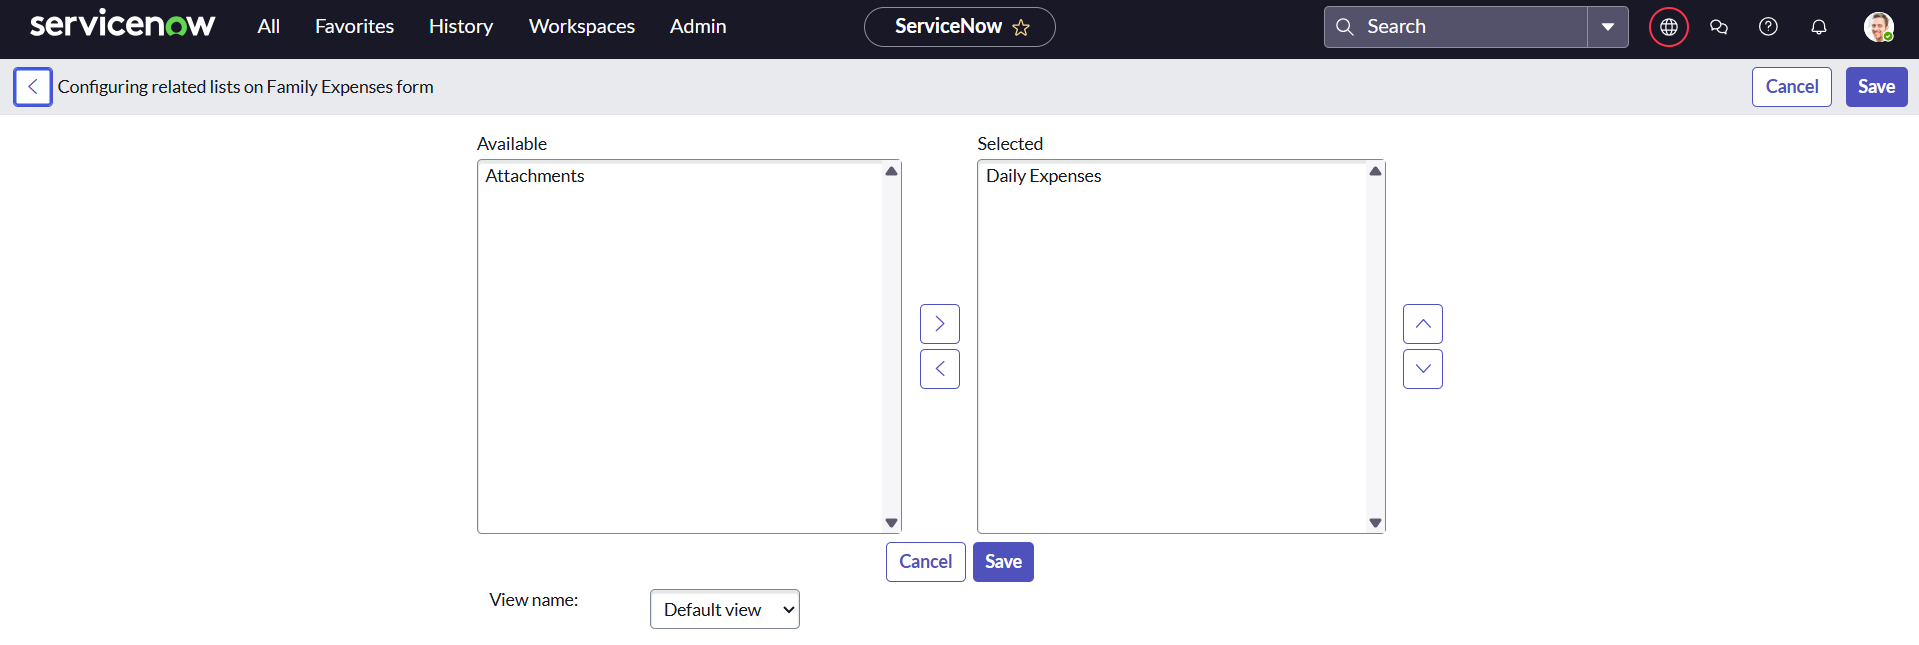 servicenow All Favorites History Workspaces Admin ServiceNow Search
Configuring related lists on Family Expenses form Cancel Save
Available Selected
Attachments Daily Expenses
Cancel Save
View name: Default view